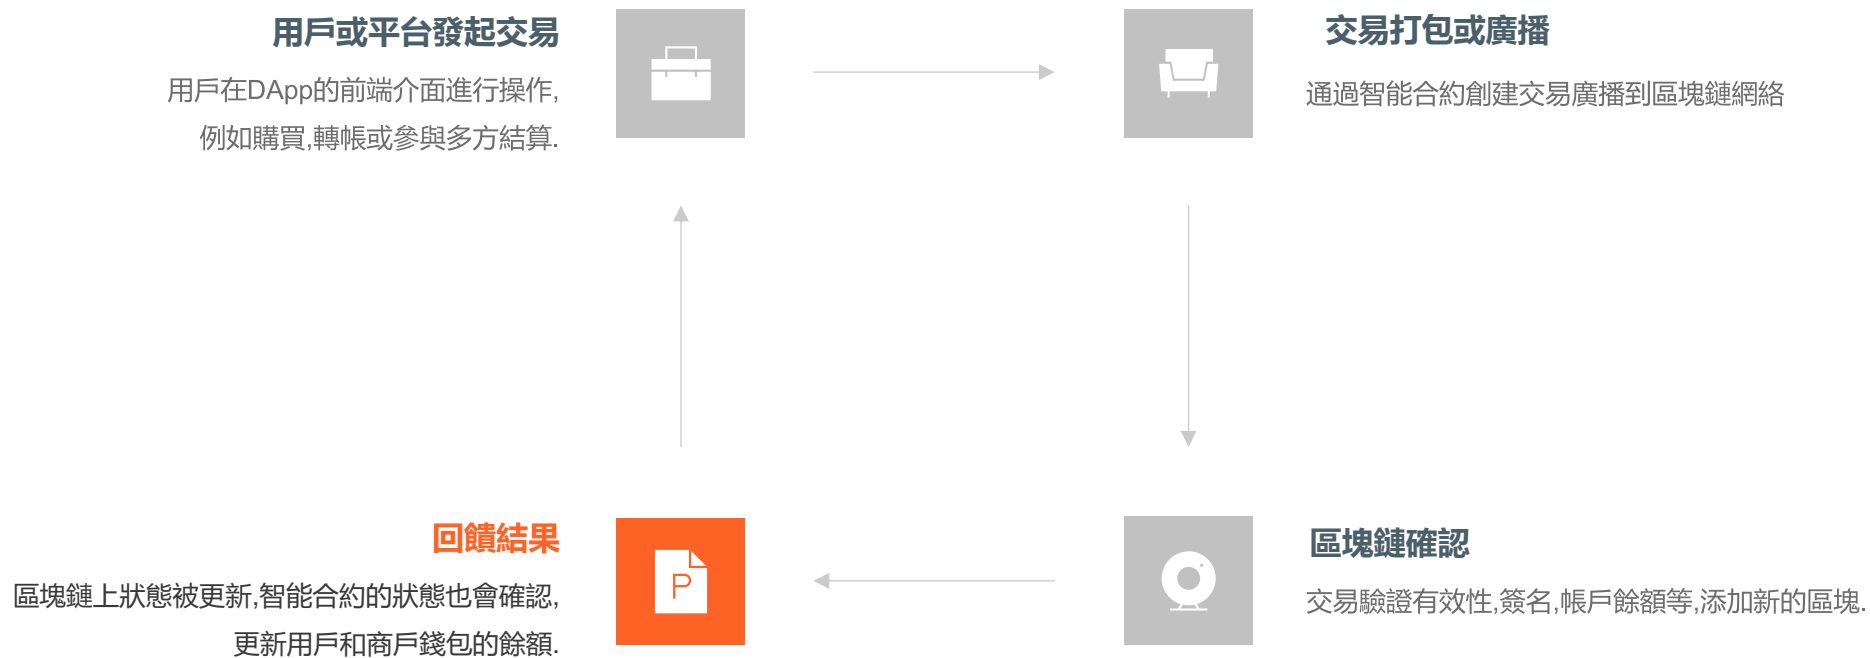 用戶或平台發起交易
用戶在DApp的前端介面進行操作,
例如購買,轉帳或參與多方結算.
交易打包或廣播
通過智能合約創建交易廣播到區塊鏈網絡
區塊鏈確認
交易驗證有效性,簽名,帳戶餘額等,添加新的區塊.
回饋結果
區塊鏈上狀態被更新,智能合約的狀態也會確認,
更新用戶和商戶錢包的餘額.
P